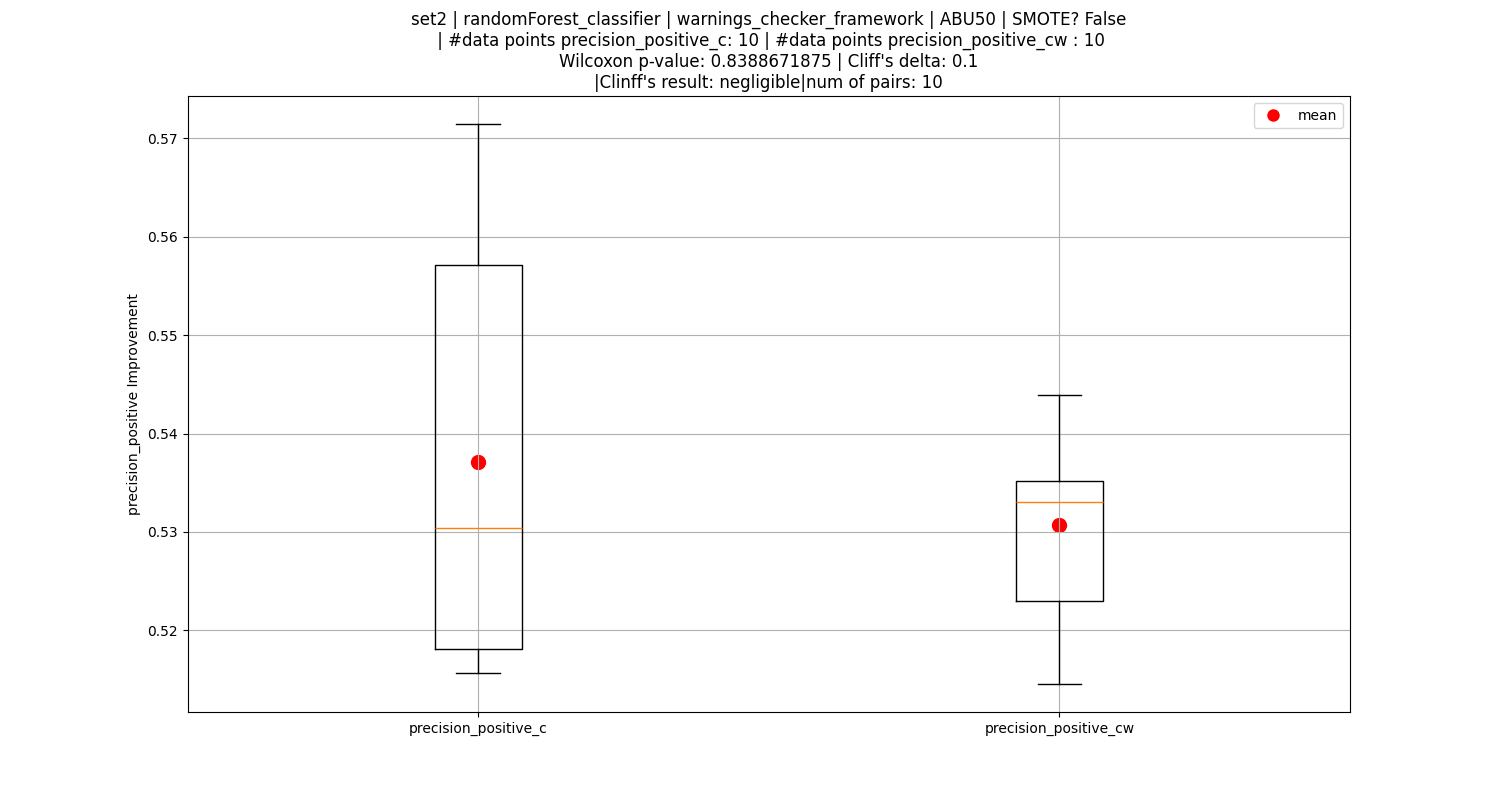 set2 | randomForest_classifier | warnings_checker_framework | ABU50 | SMOTE? False
| #data points precision_positive_c: 10 | #data points precision_positive_cw : 10
Wilcoxon p-value: 0.8388671875 | Cliff's delta: 0.1
|Clinff's result: negligible|num of pairs: 10
mean
0.57
0.56
0.55
0.54
0.53
0.52
precision_positive Improvement
precision_positive_c
precision_positive_cw